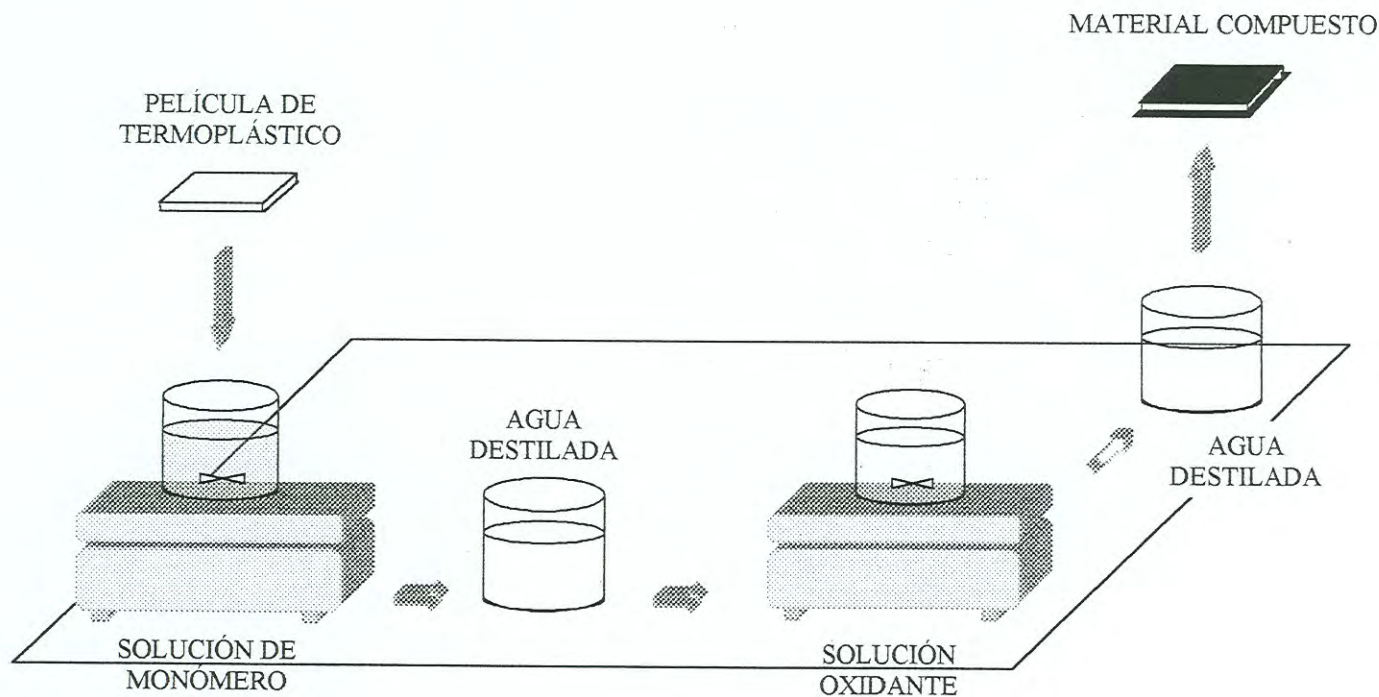 PELÍCULA DE
TERMOPLÁSTICO
SOLUCIÓN DE
MONÓMERO
AGUA
DESTILADA
SOLUCIÓN
OXIDANTE
AGUA
DESTILADA
MATERIAL COMPUESTO